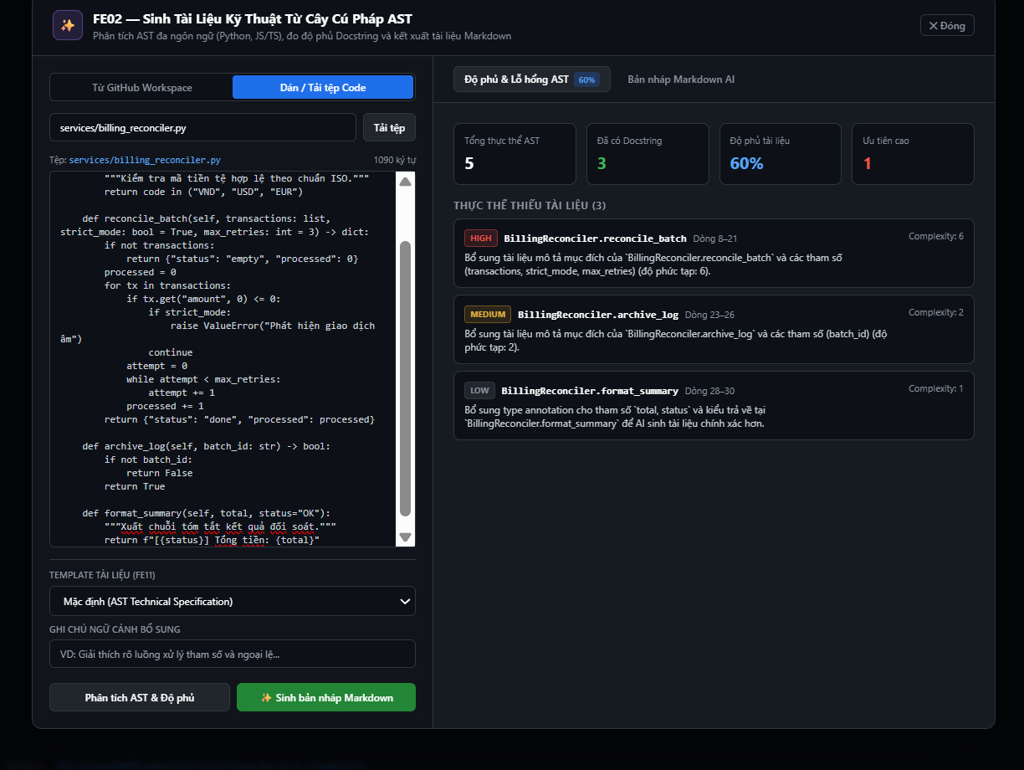 FE02 — Sinh Tài Liệu Kỹ Thuật Từ Cây Cú Pháp AST
Phân tích AST đa ngôn ngữ (Python, JS/TS), đo độ phủ Docstring và kết xuất tài liệu Markdown
✕ Đóng
Từ GitHub Workspace
Dán / Tải tệp Code
services/billing_reconciler.py
Tải tệp
Tệp: services/billing_reconciler.py
1090 ký tự
"""Kiểm tra mã tiền tệ hợp lệ theo chuẩn ISO."""
return code in ("VND", "USD", "EUR")
def reconcile_batch(self, transactions: list,
strict_mode: bool = True, max_retries: int = 3) -> dict:
if not transactions:
return {"status": "empty", "processed": 0}
processed = 0
for tx in transactions:
if tx.get("amount", 0) <= 0:
if strict_mode:
raise ValueError("Phát hiện giao dịch
âm")
continue
attempt = 0
while attempt < max_retries:
attempt += 1
processed += 1
return {"status": "done", "processed": processed}
def archive_log(self, batch_id: str) -> bool:
if not batch_id:
return False
return True
def format_summary(self, total, status="OK"):
"""Xuất chuỗi tóm tắt kết quả đối soát."""
return f"[{status}] Tổng tiền: {total}"
TEMPLATE TÀI LIỆU (FE11)
Mặc định (AST Technical Specification)
GHI CHÚ NGỮ CẢNH BỔ SUNG
VD: Giải thích rõ luồng xử lý tham số và ngoại lệ...
Phân tích AST & Độ phủ
✨ Sinh bản nháp Markdown
Độ phủ & Lỗ hổng AST 60%
Bản nháp Markdown AI
Tổng thực thể AST
5
Đã có Docstring
3
Độ phủ tài liệu
60%
Ưu tiên cao
1
THỰC THỂ THIẾU TÀI LIỆU (3)
HIGH BillingReconciler.reconcile_batch Dòng 8–21
Complexity: 6
Bổ sung tài liệu mô tả mục đích của `BillingReconciler.reconcile_batch` và các tham số
(transactions, strict_mode, max_retries) (độ phức tạp: 6).
MEDIUM BillingReconciler.archive_log Dòng 23–26
Complexity: 2
Bổ sung tài liệu mô tả mục đích của `BillingReconciler.archive_log` và các tham số (batch_id) (độ
phức tạp: 2).
LOW BillingReconciler.format_summary Dòng 28–30
Complexity: 1
Bổ sung type annotation cho tham số `total, status` và kiểu trả về tại
`BillingReconciler.format_summary` để AI sinh tài liệu chính xác hơn.